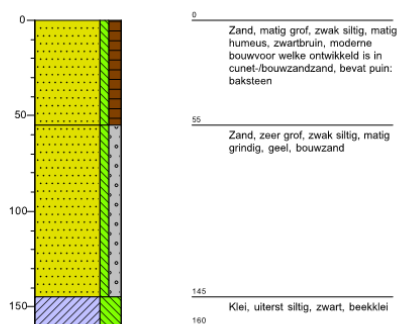 0
0
Zand, matig grof, zwak siltig, matig
humeus, zwartbruin, moderne
bouwvoor welke ontwikkeld is in
cunet-/bouwzandzand, bevat puin:
baksteen
50
55
Zand, zeer grof, zwak siltig, matig
grindig, geel, bouwzand
100
145
150
Klei, uiterst siltig, zwart, beekklei
160